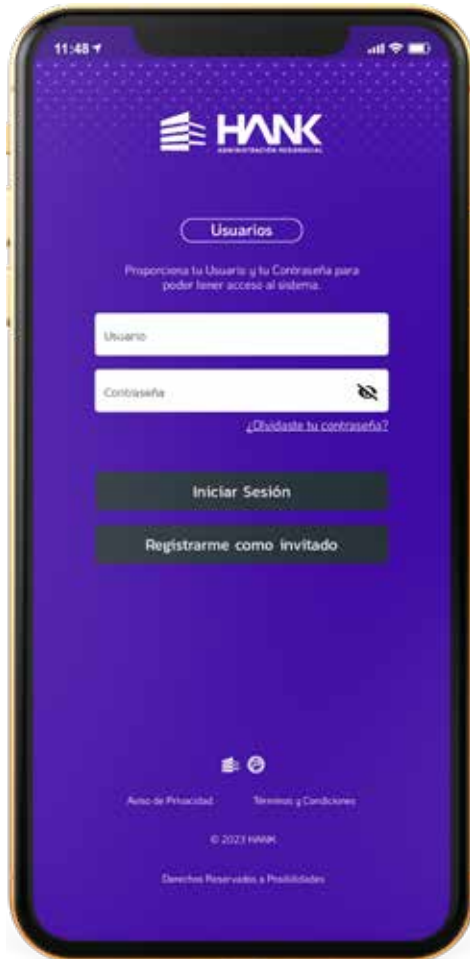 11:48
HANK
ADMINISTRACIÓN RESIDENCIAL
Usuarios
Proporciona tu Usuario y tu Contraseña para
poder tener acceso al sistema.
Usuario
Contraseña
¿Olvidaste tu contraseña?
Iniciar Sesión
Registrarme como invitado
Aviso de Privacidad Términos y Condiciones
© 2023 HANK
Derechos Reservados a Posibilidades